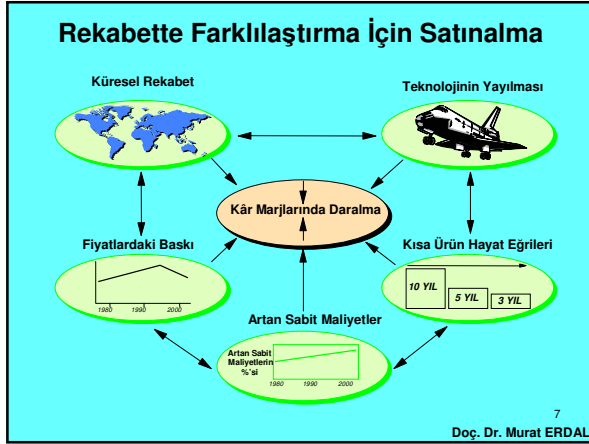 Rekabette Farklılaştırma İçin Satınalma
Küresel Rekabet
Teknolojinin Yayılması
Kâr Marjlarında Daralma
Fiyatlardaki Baskı
1980 1990 2000
Kısa Ürün Hayat Eğrileri
10 YIL
5 YIL
3 YIL
Artan Sabit Maliyetler
Artan Sabit
Maliyetlerin
%'si
1980 1990 2000
7
Doç. Dr. Murat ERDAL